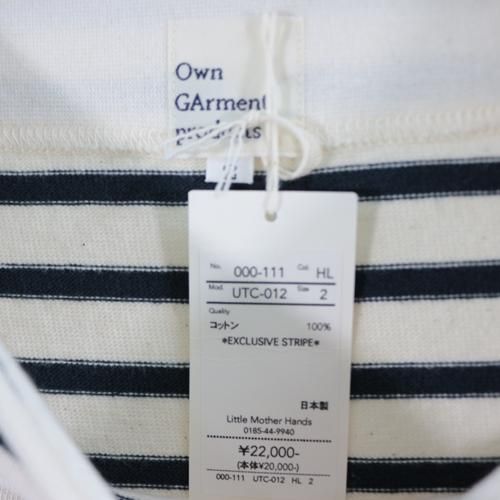 Own
GArment
products
2
No. 000-111 Col. HL
Mod. UTC-012 Size 2
Quality
コットン 100%
*EXCLUSIVE STRIPE*
日本製
Little Mother Hands
0185-44-9940
¥22,000-
(本体¥20,000-)
000-111 UTC-012 HL 2